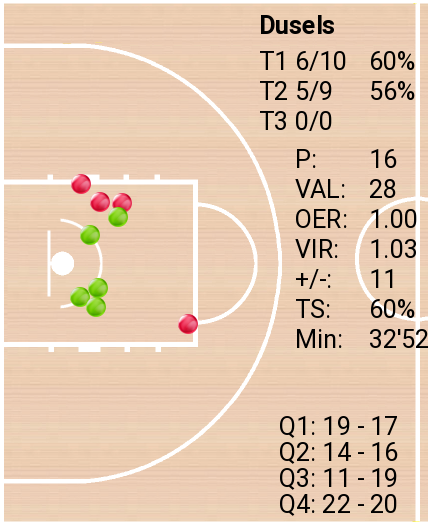 Dusels
T1 6/10 60%
T2 5/9 56%
T3 0/0
P: 16
VAL: 28
OER: 1.00
VIR: 1.03
+/-: 11
TS: 60%
Min: 32'52
Q1: 19 - 17
Q2: 14 - 16
Q3: 11 - 19
Q4: 22 - 20